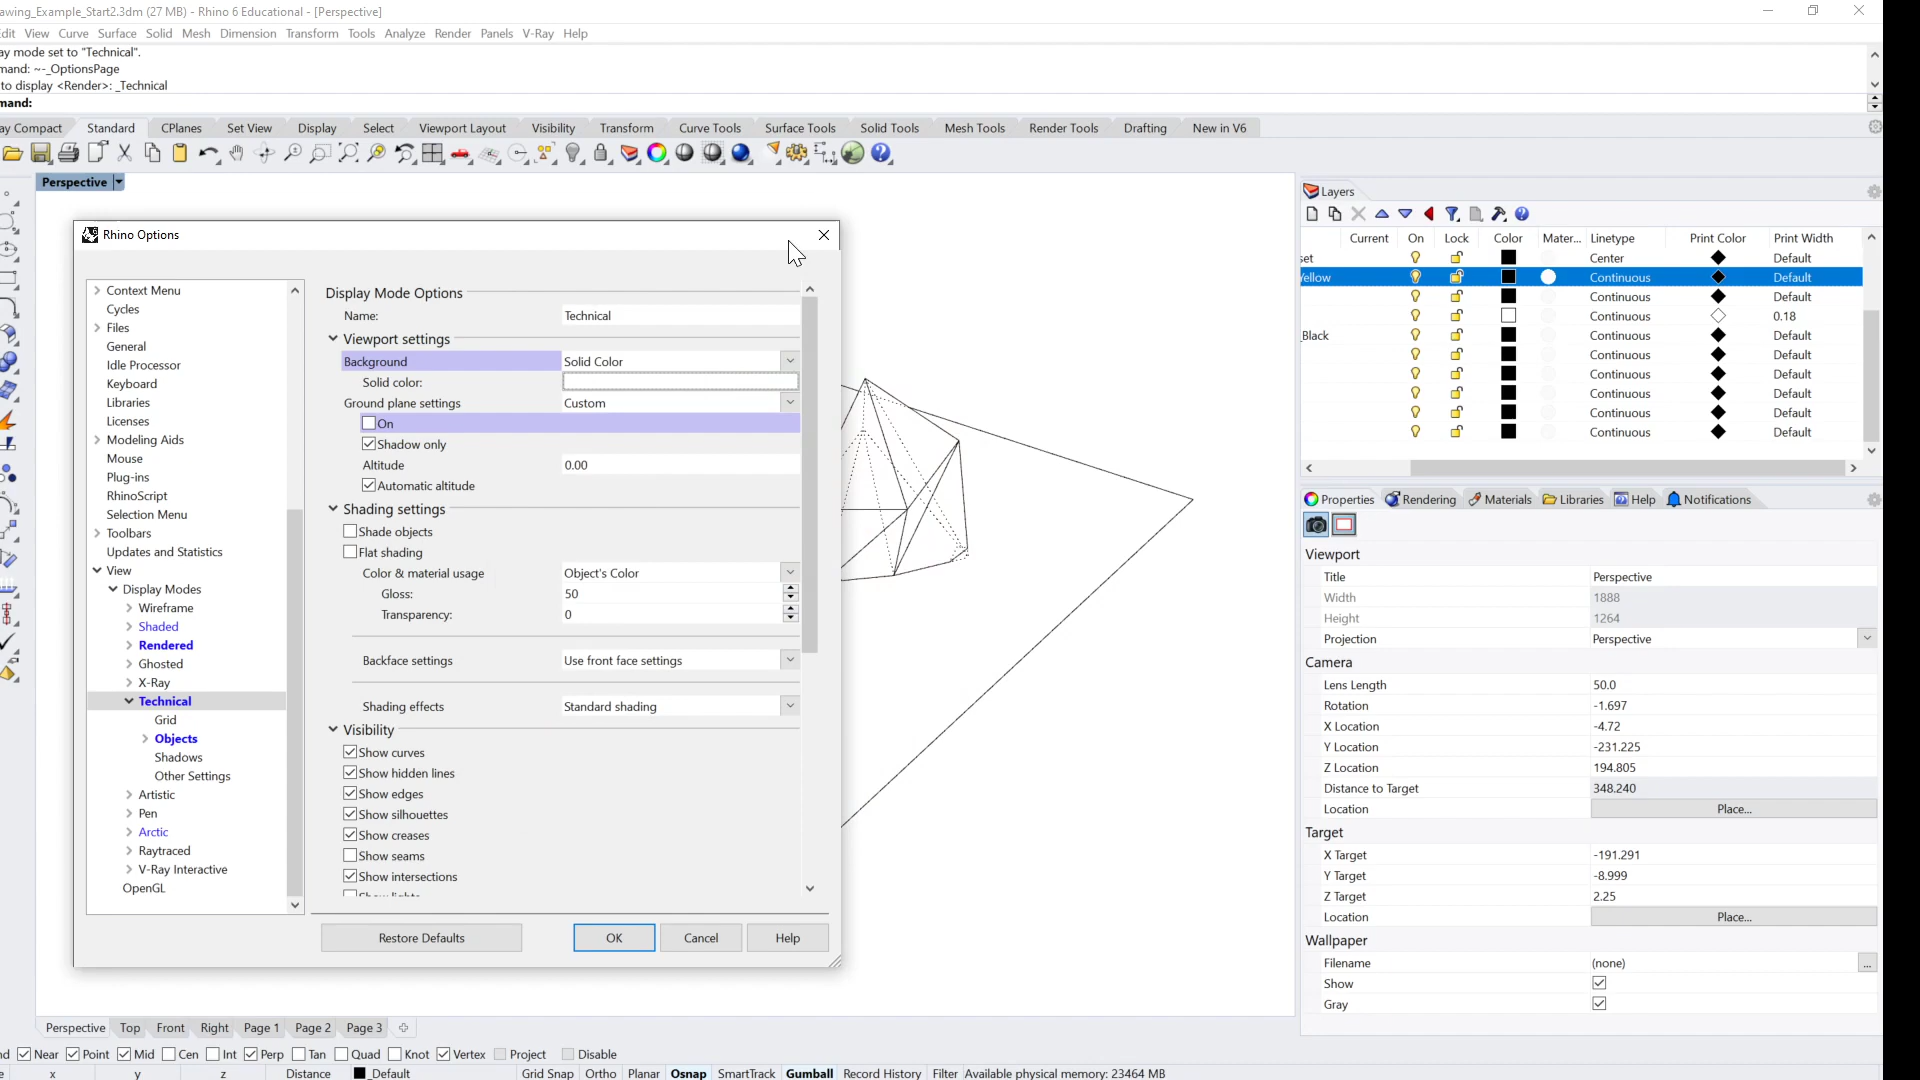 awing_Example_Start2.3dm (27 MB) - Rhino 6 Educational - [Perspective]
dit View Curve Surface Solid Mesh Dimension Transform Tools Analyze Render Panels V-Ray Help
ay mode set to "Technical".
mand: ~-_OptionsPage
to display <Render>: _Technical
mand:
ay Compact Standard CPlanes Set View Display Select Viewport Layout Visibility Transform Curve Tools Surface Tools Solid Tools Mesh Tools Render Tools Drafting New in V6
Perspective
Rhino Options
Context Menu
Cycles
Files
General
Idle Processor
Keyboard
Libraries
Licenses
Modeling Aids
Mouse
Plug-ins
RhinoScript
Selection Menu
Toolbars
Updates and Statistics
View
Display Modes
Wireframe
Shaded
Rendered
Ghosted
X-Ray
Technical
Grid
Objects
Shadows
Other Settings
Artistic
Pen
Arctic
Raytraced
V-Ray Interactive
OpenGL
Display Mode Options
Name: Technical
Viewport settings
Background Solid Color
Solid color:
Ground plane settings Custom
On
Shadow only
Altitude 0.00
Automatic altitude
Shading settings
Shade objects
Flat shading
Color & material usage Object's Color
Gloss: 50
Transparency: 0
Backface settings Use front face settings
Shading effects Standard shading
Visibility
Show curves
Show hidden lines
Show edges
Show silhouettes
Show creases
Show seams
Show intersections
Show lights
Restore Defaults OK Cancel Help
Layers
Current On Lock Color Mater... Linetype Print Color Print Width
set Center Default
Yellow Continuous Default
Continuous Default
Continuous 0.18
_Black Continuous Default
Continuous Default
Continuous Default
Continuous Default
Continuous Default
Continuous Default
Properties Rendering Materials Libraries Help Notifications
Viewport
Title Perspective
Width 1888
Height 1264
Projection Perspective
Camera
Lens Length 50.0
Rotation -1.697
X Location -4.72
Y Location -231.225
Z Location 194.805
Distance to Target 348.240
Location Place...
Target
X Target -191.291
Y Target -8.999
Z Target 2.25
Location Place...
Wallpaper
Filename (none) ...
Show
Gray
Perspective Top Front Right Page 1 Page 2 Page 3
nd Near Point Mid Cen Int Perp Tan Quad Knot Vertex Project Disable
e x y z Distance _Default Grid Snap Ortho Planar Osnap SmartTrack Gumball Record History Filter Available physical memory: 23464 MB